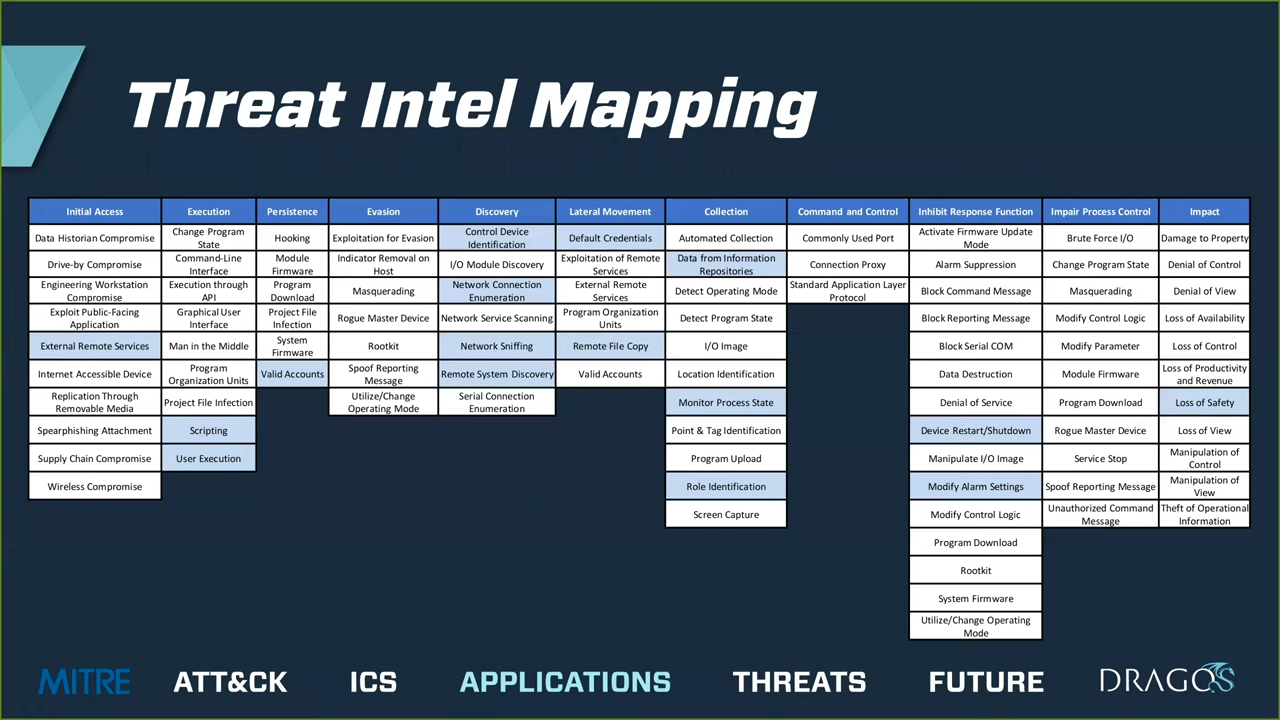 Threat Intel Mapping
Initial Access
Data Historian Compromise
Drive-by Compromise
Engineering Workstation
Compromise
Exploit Public-Facing
Application
External Remote Services
Internet Accessible Device
Replication Through
Removable Media
Spearphishing Attachment
Supply Chain Compromise
Wireless Compromise
Execution
Change Program
State
Command-Line
Interface
Execution through
API
Graphical User
Interface
Man in the Middle
Program
Organization Units
Project File Infection
Scripting
User Execution
Persistence
Hooking
Module
Firmware
Program
Download
Project File
Infection
System
Firmware
Valid Accounts
Evasion
Exploitation for Evasion
Indicator Removal on
Host
Masquerading
Rogue Master Device
Rootkit
Spoof Reporting
Message
Utilize/Change
Operating Mode
Discovery
Control Device
Identification
I/O Module Discovery
Network Connection
Enumeration
Network Service Scanning
Network Sniffing
Remote System Discovery
Serial Connection
Enumeration
Lateral Movement
Default Credentials
Exploitation of Remote
Services
External Remote
Services
Program Organization
Units
Remote File Copy
Valid Accounts
Collection
Automated Collection
Data from Information
Repositories
Detect Operating Mode
Detect Program State
I/O Image
Location Identification
Monitor Process State
Point & Tag Identification
Program Upload
Role Identification
Screen Capture
Command and Control
Commonly Used Port
Connection Proxy
Standard Application Layer
Protocol
Inhibit Response Function
Activate Firmware Update
Mode
Alarm Suppression
Block Command Message
Block Reporting Message
Block Serial COM
Data Destruction
Denial of Service
Device Restart/Shutdown
Manipulate I/O Image
Modify Alarm Settings
Modify Control Logic
Program Download
Rootkit
System Firmware
Utilize/Change Operating
Mode
Impair Process Control
Brute Force I/O
Change Program State
Masquerading
Modify Control Logic
Modify Parameter
Module Firmware
Program Download
Rogue Master Device
Service Stop
Spoof Reporting Message
Unauthorized Command
Message
Impact
Damage to Property
Denial of Control
Denial of View
Loss of Availability
Loss of Control
Loss of Productivity
and Revenue
Loss of Safety
Loss of View
Manipulation of
Control
Manipulation of
View
Theft of Operational
Information
MITRE ATT&CK ICS APPLICATIONS THREATS FUTURE DRAGOS